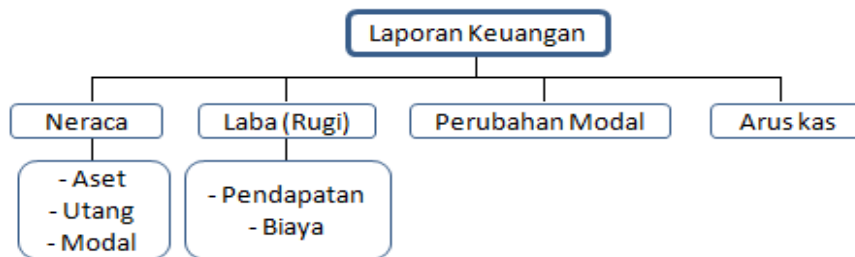 Laporan Keuangan
Neraca
Laba (Rugi)
Perubahan Modal
Arus kas
- Aset
- Utang
- Modal
- Pendapatan
- Biaya